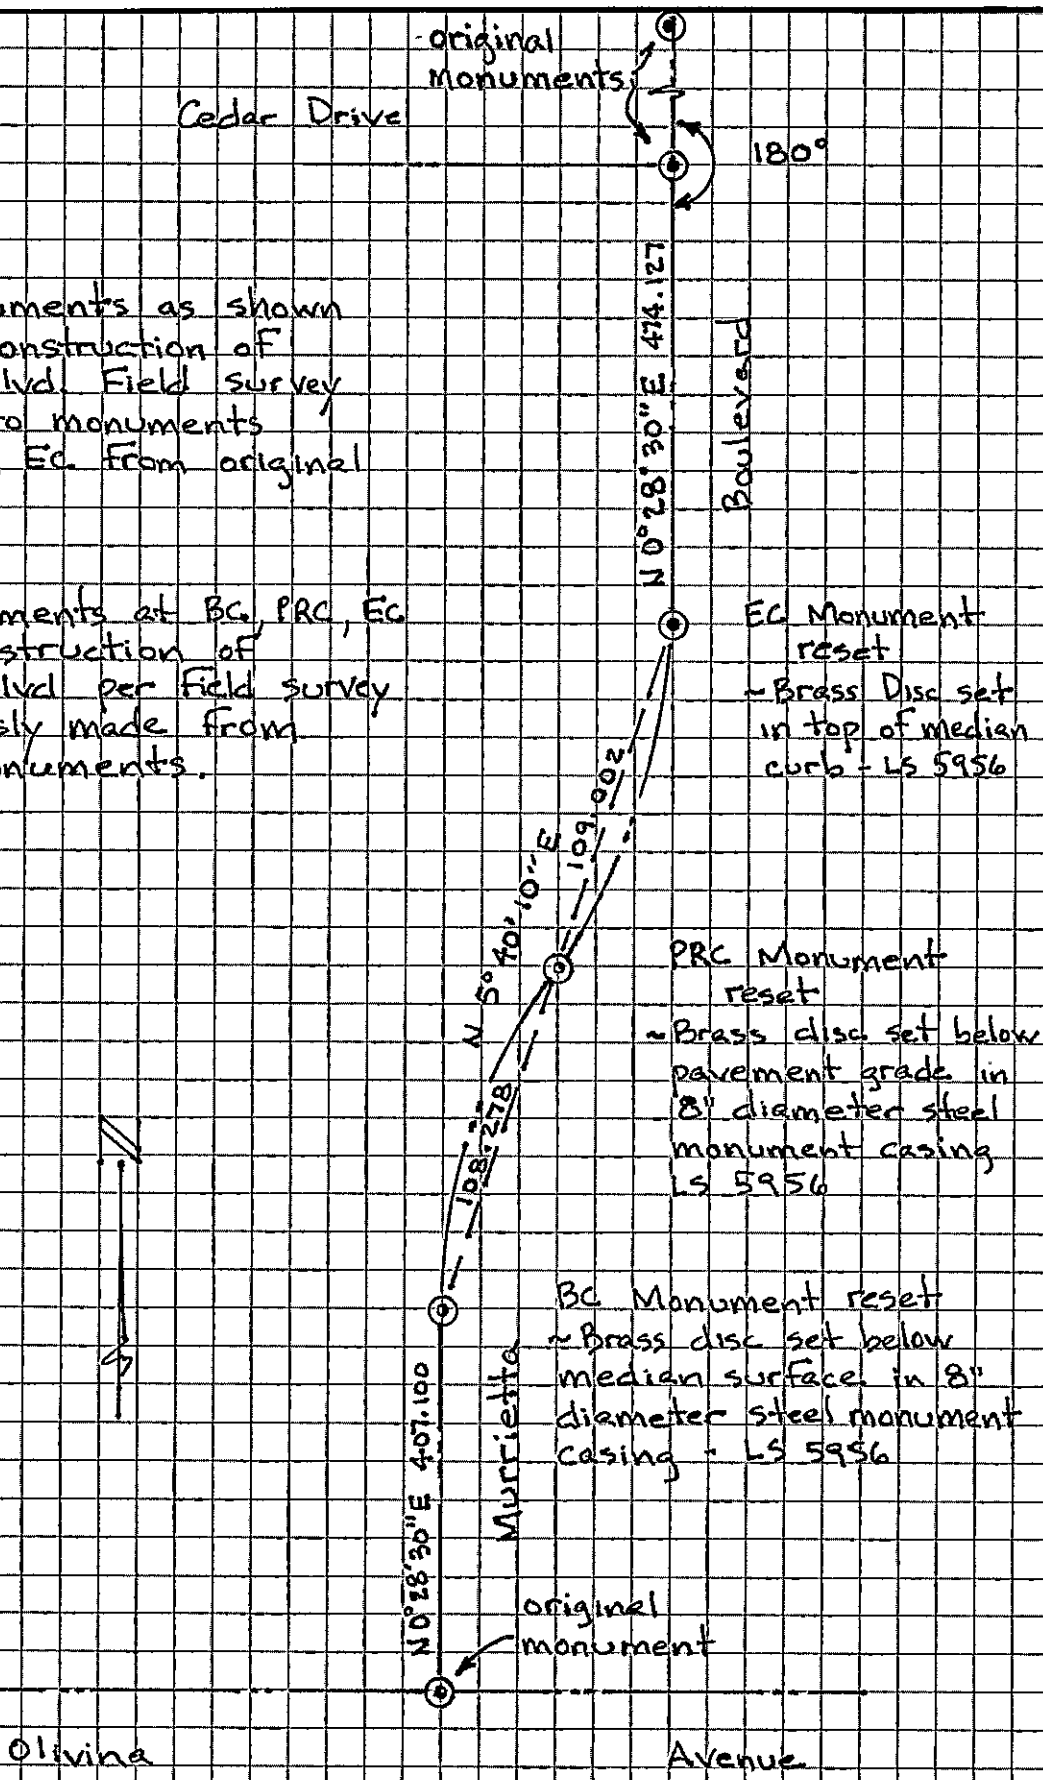 original
monuments
Cedar Drive
180°
N 0°28'30"E 474.127
Boulevard
uments as shown
onstruction of
lvd. Field survey
to monuments
EC from original
ments at BC, PRC, EC
struction of
lvd per field survey
sly made from
numents.
EC Monument
reset
~ Brass Disc set
in top of median
curb - LS 5956
109.002
N 5°40'10"E
PRC Monument
reset
~ Brass disc set below
pavement grade in
8" diameter steel
monument casing
LS 5956
108.278
BC Monument reset
~ Brass disc set below
median surface in 8"
diameter steel monument
casing - LS 5956
N0°28'30"E 407.100
Murrietta
original
monument
Olivina Avenue